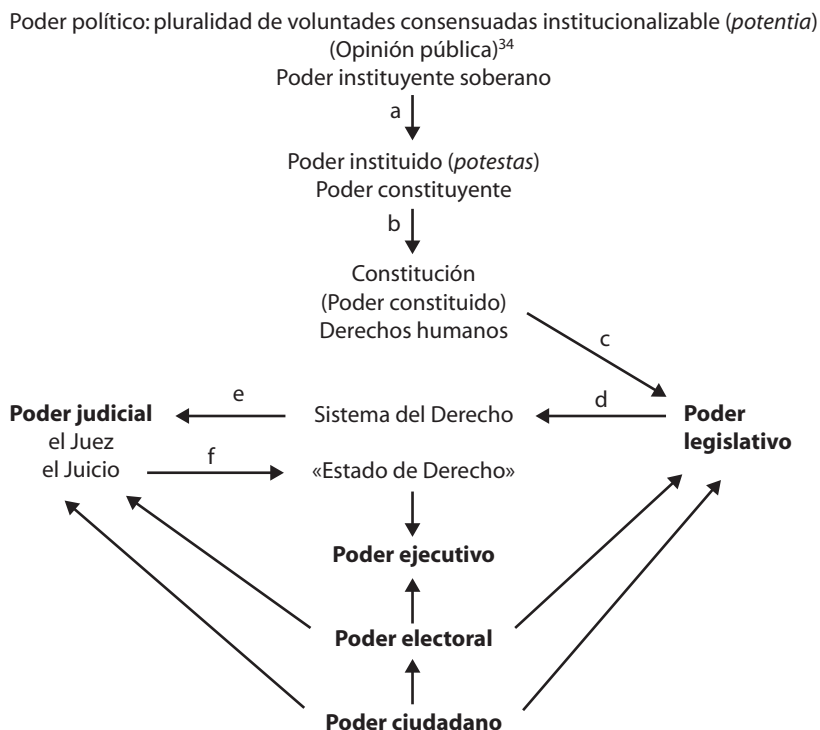 Poder político: pluralidad de voluntades consensuadas institucionalizable (potentia)
(Opinión pública)34
Poder instituyente soberano
a
Poder instituido (potestas)
Poder constituyente
b
Constitución
(Poder constituido)
Derechos humanos
c
Poder judicial
el Juez
el Juicio
e
Sistema del Derecho
d
Poder
legislativo
f
«Estado de Derecho»
Poder ejecutivo
Poder electoral
Poder ciudadano